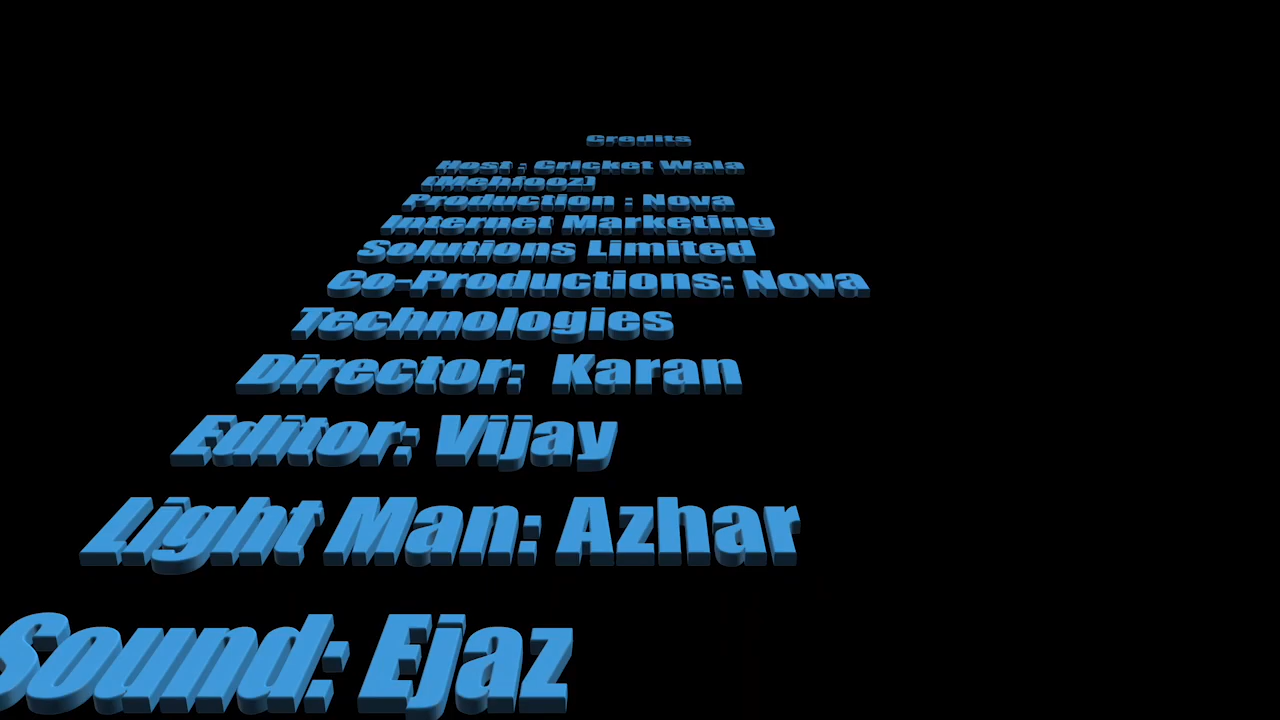 Credits
Host : Cricket Wala
(Mehfooz)
Production : Nova
Internet Marketing
Solutions Limited
Co-Productions: Nova
Technologies
Director:  Karan
Editor: Vijay
Light Man: Azhar
Sound: Ejaz